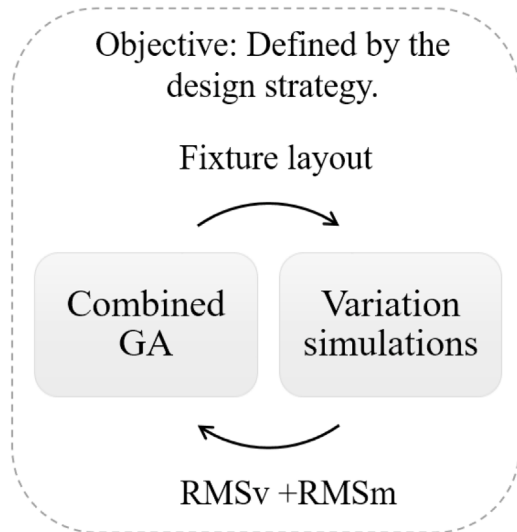 Objective: Defined by the
design strategy.
Fixture layout
Combined
GA
Variation
simulations
RMSv +RMSm